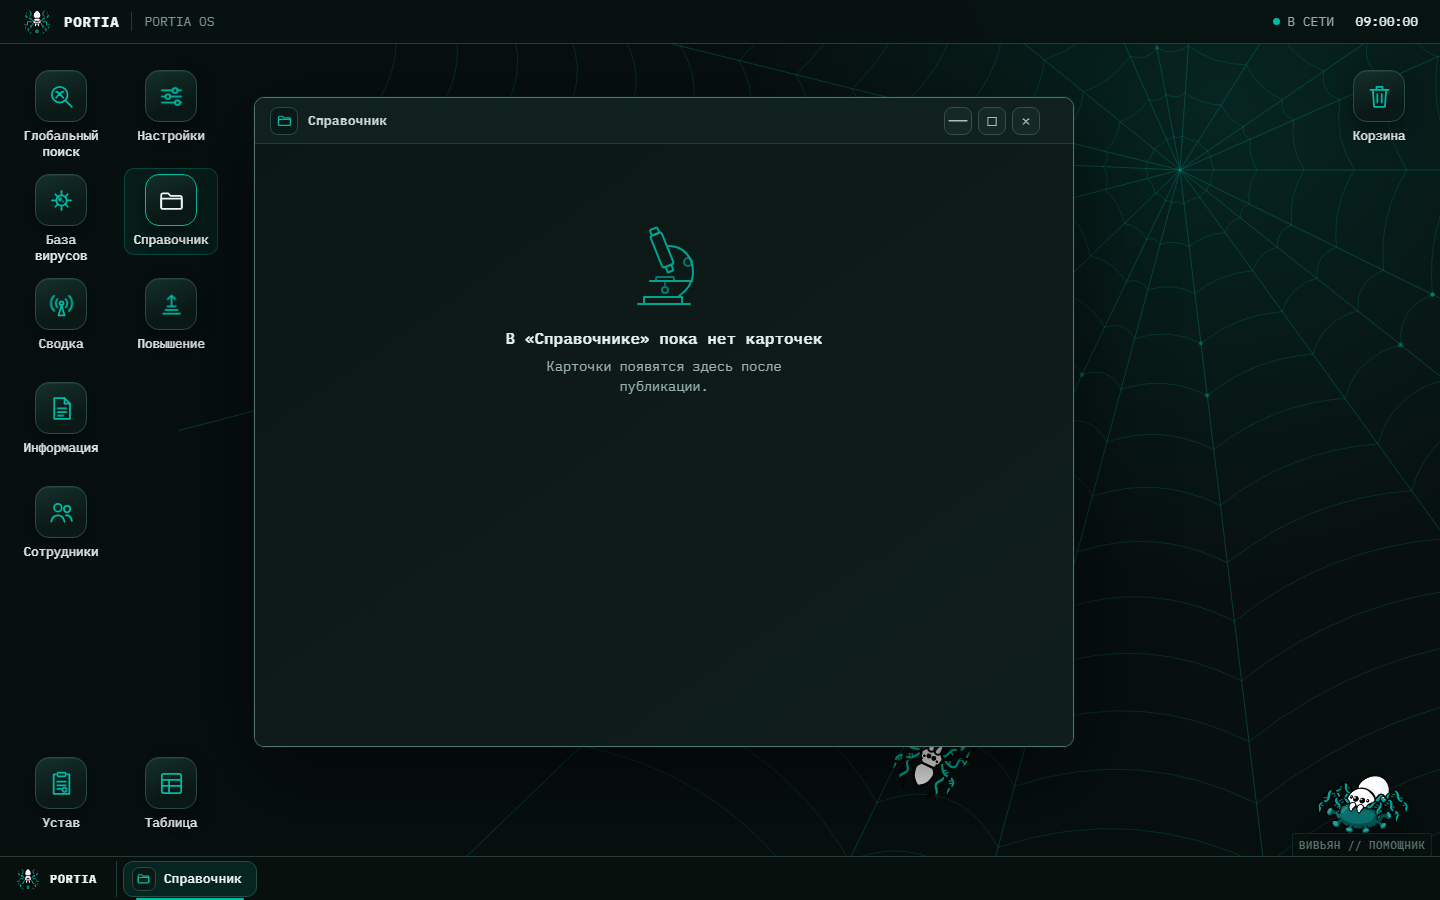 PORTIA
PORTIA OS
В СЕТИ
09:00:00
Глобальный
поиск
Настройки
База
вирусов
Справочник
Сводка
Повышение
Информация
Сотрудники
Устав
Таблица
Справочник
В «Справочнике» пока нет карточек
Карточки появятся здесь после
публикации.
Корзина
ВИВЬЯН // ПОМОЩНИК
PORTIA
Справочник